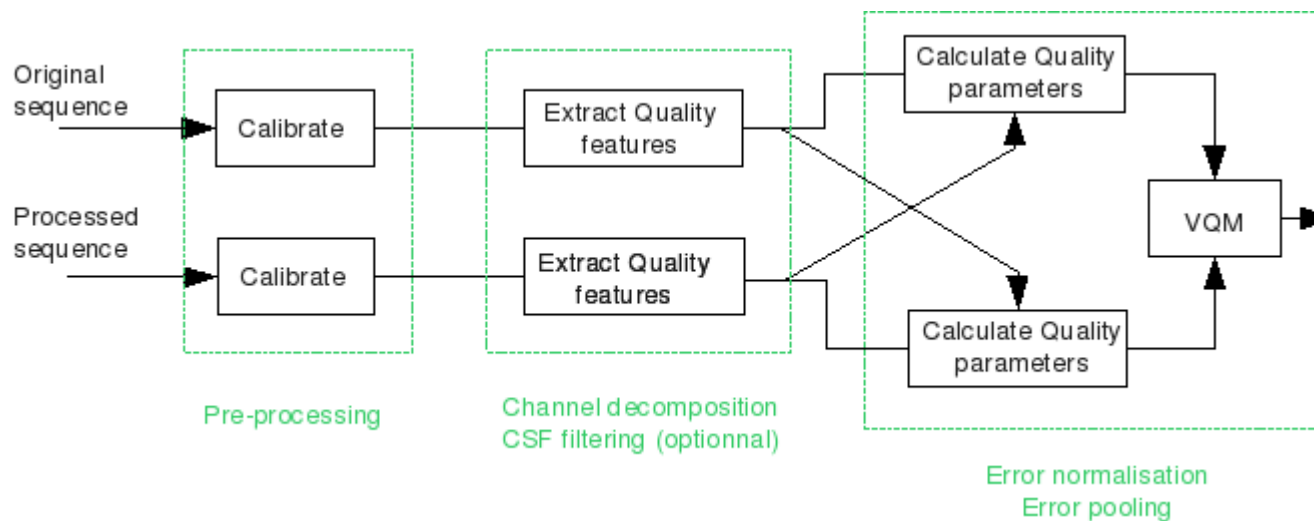 Original
sequence
Calibrate
Extract Quality
features
Calculate Quality
parameters
Processed
sequence
Calibrate
Extract Quality
features
VQM
Calculate Quality
parameters
Pre-processing
Channel decomposition
CSF filtering (optionnal)
Error normalisation
Error pooling